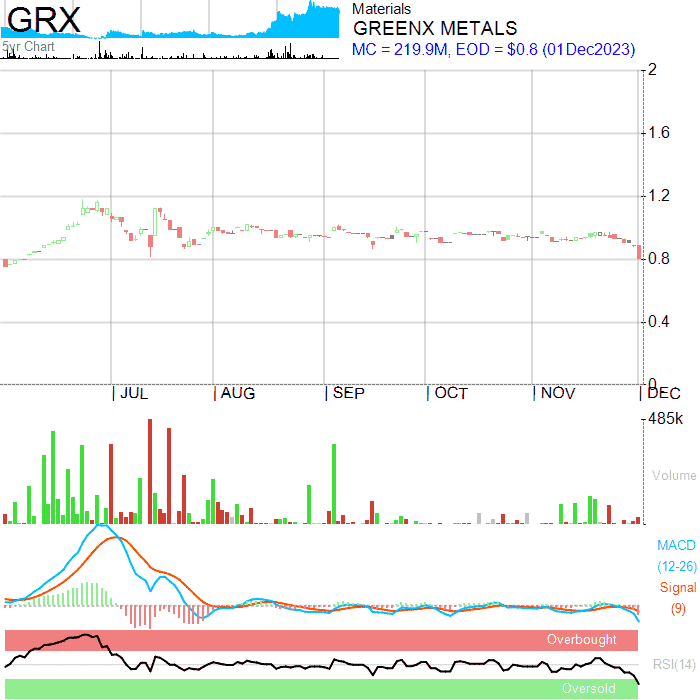 GRX
5yr Chart
Materials
GREENX METALS
MC = 219.9M, EOD = $0.8 (01Dec2023)
2
1.6
1.2
0.8
0.4
0
JUL AUG SEP OCT NOV DEC
485k
Volume
MACD
(12-26)
Signal
(9)
Overbought
RSI(14)
Oversold